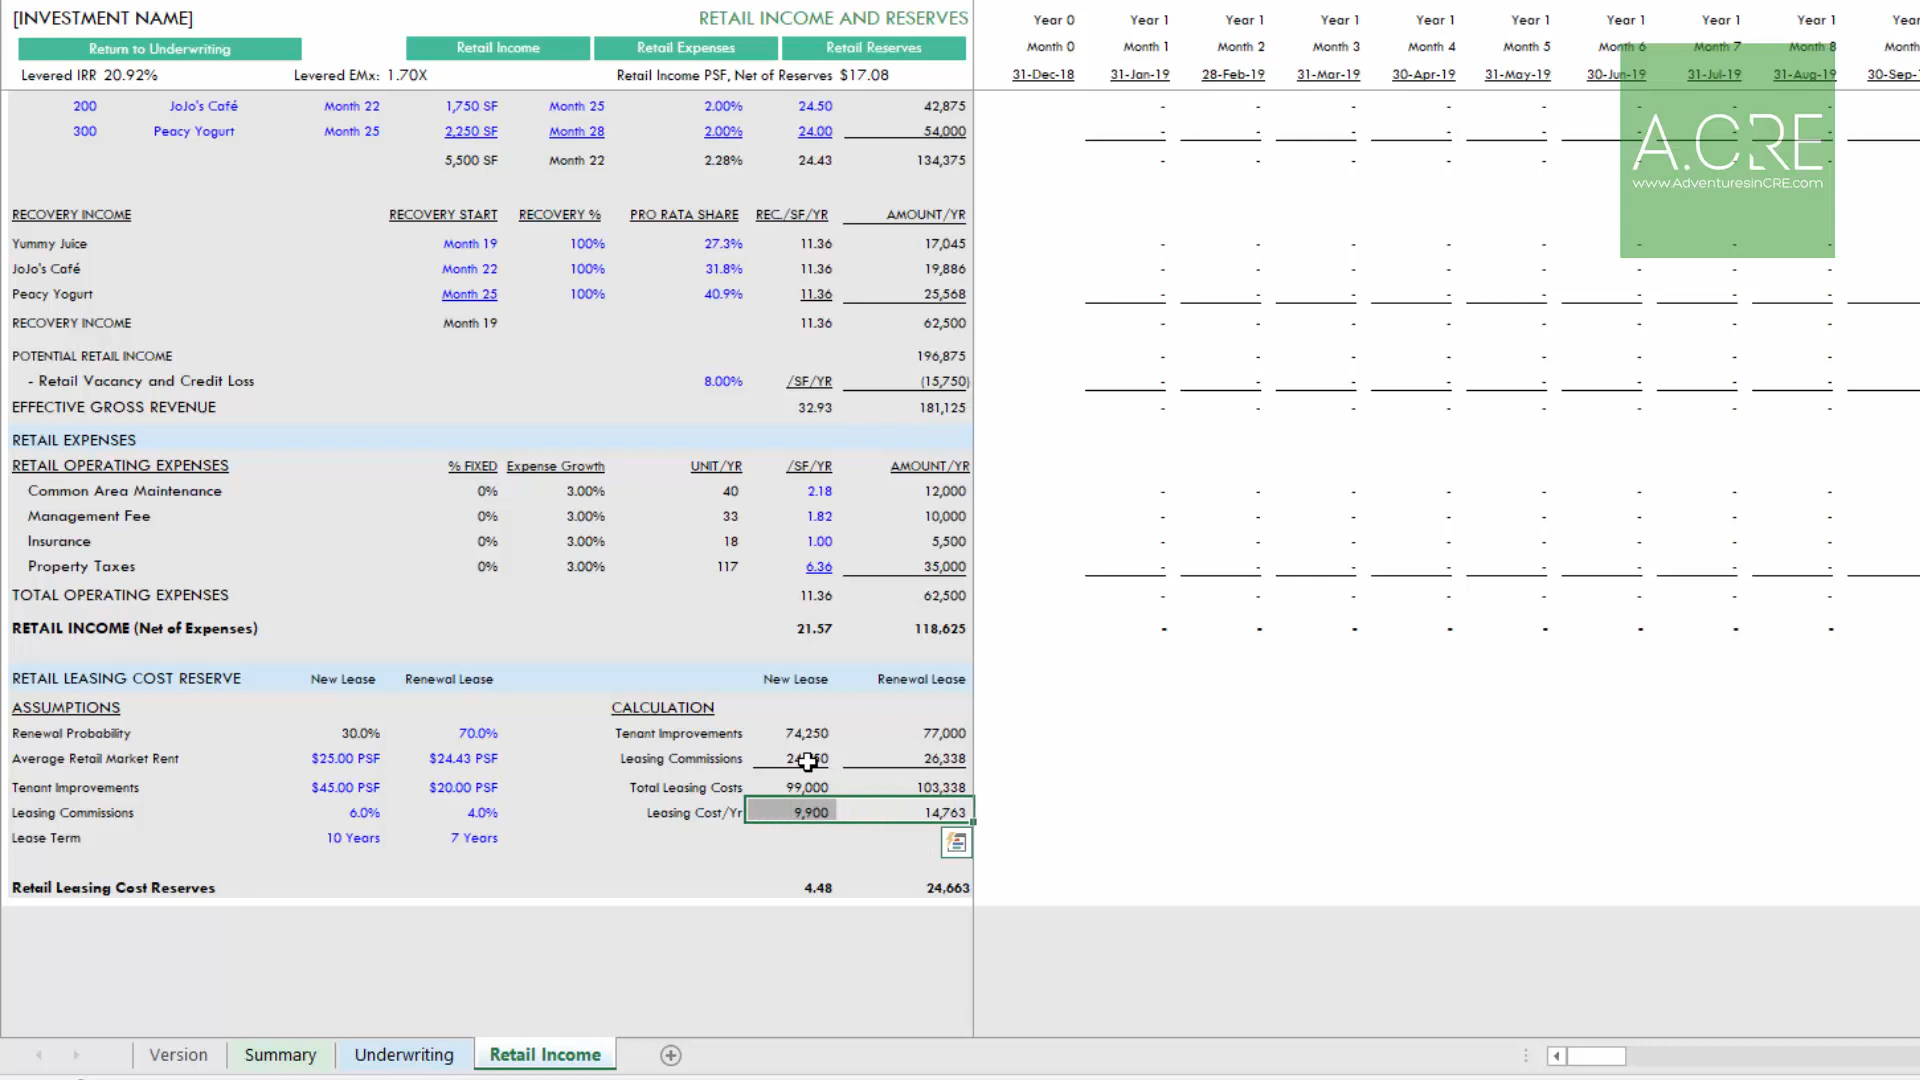 [INVESTMENT NAME] RETAIL INCOME AND RESERVES Year 0 Year 1 Year 1 Year 1 Year 1 Year 1 Year 1 Year 1 Year 1 Year
Return to Underwriting Retail Income Retail Expenses Retail Reserves Month 0 Month 1 Month 2 Month 3 Month 4 Month 5 Month 6 Month 7 Month 8 Month
Levered IRR 20.92% Levered EMx: 1.70X Retail Income PSF, Net of Reserves $17.08 31-Dec-18 31-Jan-19 28-Feb-19 31-Mar-19 30-Apr-19 31-May-19 30-Jun-19 31-Jul-19 31-Aug-19 30-Sep-
200 JoJo's Café Month 22 1,750 SF Month 25 2.00% 24.50 42,875 - - - - - - - -
300 Peacy Yogurt Month 25 2,250 SF Month 28 2.00% 24.00 54,000 - - - - - - - -
5,500 SF Month 22 2.28% 24.43 134,375 - - - - - - - -
A.CRE
www.AdventuresinCRE.com
RECOVERY INCOME RECOVERY START RECOVERY % PRO RATA SHARE REC./SF/YR AMOUNT/YR
Yummy Juice Month 19 100% 27.3% 11.36 17,045 - - - - - - - -
JoJo's Café Month 22 100% 31.8% 11.36 19,886 - - - - - - - -
Peacy Yogurt Month 25 100% 40.9% 11.36 25,568 - - - - - - - -
RECOVERY INCOME Month 19 11.36 62,500 - - - - - - - -
POTENTIAL RETAIL INCOME 196,875 - - - - - - - -
- Retail Vacancy and Credit Loss 8.00% /SF/YR (15,750) - - - - - - - -
EFFECTIVE GROSS REVENUE 32.93 181,125 - - - - - - - -
RETAIL EXPENSES
RETAIL OPERATING EXPENSES % FIXED Expense Growth UNIT/YR /SF/YR AMOUNT/YR
Common Area Maintenance 0% 3.00% 40 2.18 12,000 - - - - - - - -
Management Fee 0% 3.00% 33 1.82 10,000 - - - - - - - -
Insurance 0% 3.00% 18 1.00 5,500 - - - - - - - -
Property Taxes 0% 3.00% 117 6.36 35,000 - - - - - - - -
TOTAL OPERATING EXPENSES 11.36 62,500 - - - - - - - -
RETAIL INCOME (Net of Expenses) 21.57 118,625 - - - - - - - -
RETAIL LEASING COST RESERVE New Lease Renewal Lease New Lease Renewal Lease
ASSUMPTIONS CALCULATION
Renewal Probability 30.0% 70.0% Tenant Improvements 74,250 77,000
Average Retail Market Rent $25.00 PSF $24.43 PSF Leasing Commissions 26,338
Tenant Improvements $45.00 PSF $20.00 PSF Total Leasing Costs 99,000 103,338
Leasing Commissions 6.0% 4.0% Leasing Cost/Yr 9,900 14,763
Lease Term 10 Years 7 Years
Retail Leasing Cost Reserves 4.48 24,663
Version Summary Underwriting Retail Income